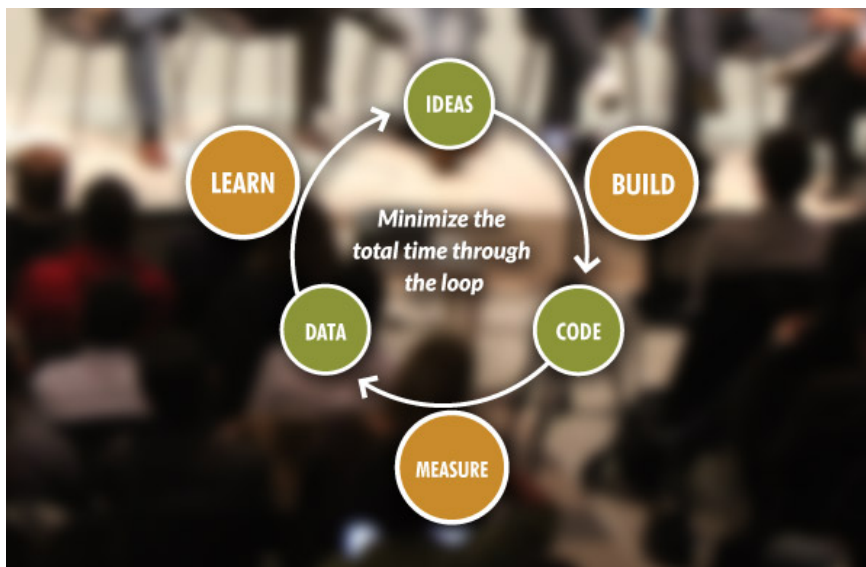 IDEAS
LEARN
BUILD
Minimize the
total time through
the loop
DATA
CODE
MEASURE